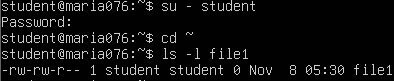 student@maria076:~$ su - student
Password:
student@maria076:~$ cd ~
student@maria076:~$ ls -l file1
-rw-rw-r-- 1 student student 0 Nov  8 05:30 file1